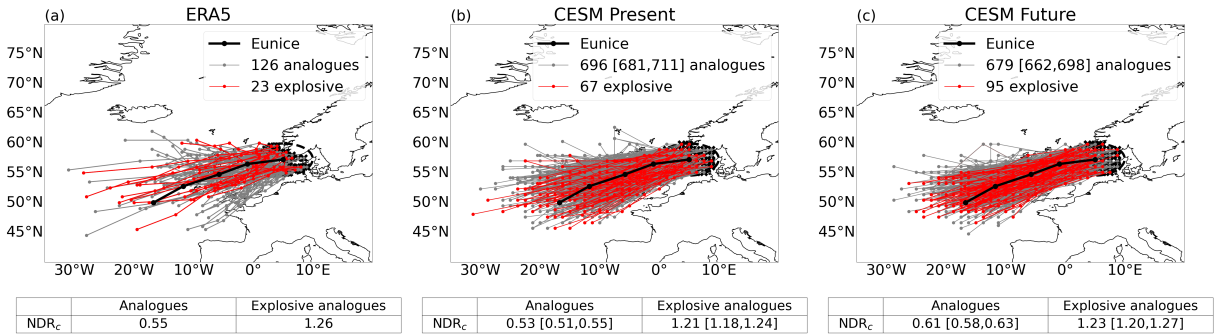 (a) ERA5
Eunice
126 analogues
23 explosive
75°N
70°N
65°N
60°N
55°N
50°N
45°N
30°W 20°W 10°W 0° 10°E
Analogues Explosive analogues
NDRc 0.55 1.26
(b) CESM Present
Eunice
696 [681,711] analogues
67 explosive
75°N
70°N
65°N
60°N
55°N
50°N
45°N
30°W 20°W 10°W 0° 10°E
Analogues Explosive analogues
NDRc 0.53 [0.51,0.55] 1.21 [1.18,1.24]
(c) CESM Future
Eunice
679 [662,698] analogues
95 explosive
75°N
70°N
65°N
60°N
55°N
50°N
45°N
30°W 20°W 10°W 0° 10°E
Analogues Explosive analogues
NDRc 0.61 [0.58,0.63] 1.23 [1.20,1.27]